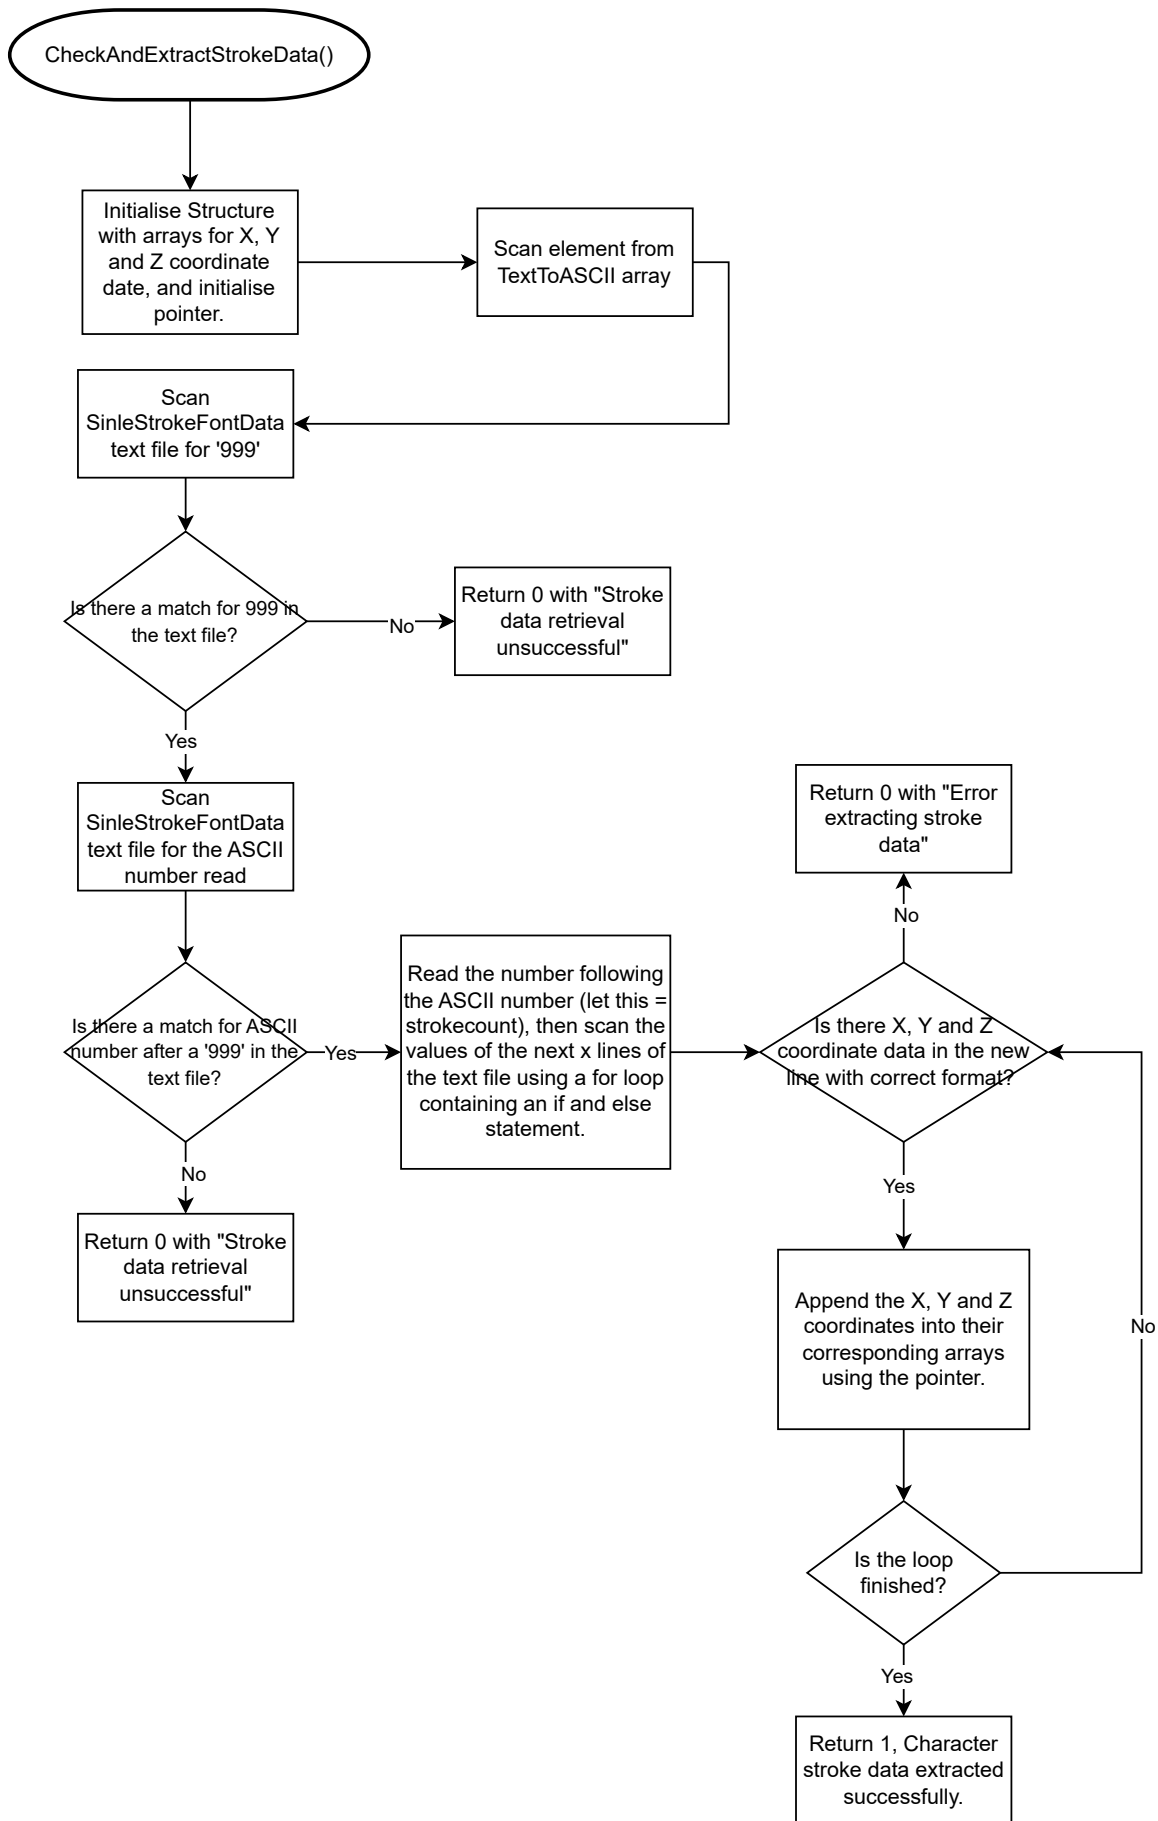 CheckAndExtractStrokeData()
Initialise Structure
with arrays for X, Y
and Z coordinate
date, and initialise
pointer.
Scan element from
TextToASCII array
Scan
SinleStrokeFontData
text file for '999'
Is there a match for 999 in
the text file?
No
Return 0 with "Stroke
data retrieval
unsuccessful"
Yes
Scan
SinleStrokeFontData
text file for the ASCII
number read
Return 0 with "Error
extracting stroke
data"
No
Is there a match for ASCII
number after a '999' in the
text file?
Yes
Read the number following
the ASCII number (let this =
strokecount), then scan the
values of the next x lines of
the text file using a for loop
containing an if and else
statement.
Is there X, Y and Z
coordinate data in the new
line with correct format?
No
Return 0 with "Stroke
data retrieval
unsuccessful"
Yes
Append the X, Y and Z
coordinates into their
corresponding arrays
using the pointer.
No
Is the loop
finished?
Yes
Return 1, Character
stroke data extracted
successfully.